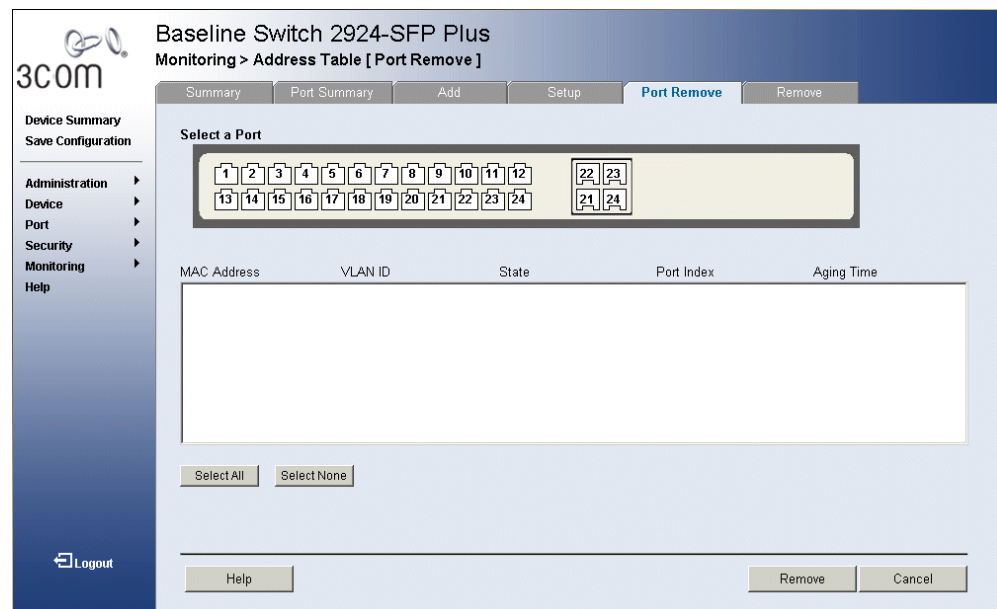 3com
Baseline Switch 2924-SFP Plus
Monitoring > Address Table [ Port Remove ]
Summary Port Summary Add Setup Port Remove Remove
Device Summary
Save Configuration
Administration
Device
Port
Security
Monitoring
Help
Logout
Select a Port
1 2 3 4 5 6 7 8 9 10 11 12 22 23
13 14 15 16 17 18 19 20 21 22 23 24 21 24
MAC Address VLAN ID State Port Index Aging Time
Select All Select None
Help Remove Cancel